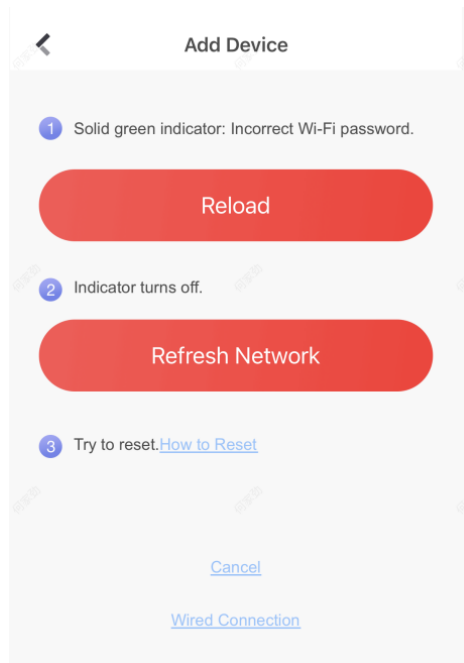 Add Device
1 Solid green indicator: Incorrect Wi-Fi password.
Reload
2 Indicator turns off.
Refresh Network
3 Try to reset.How to Reset
Cancel
Wired Connection